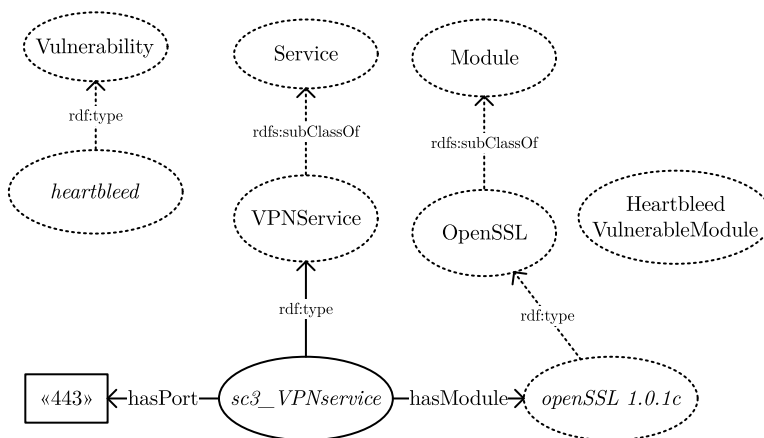 Vulnerability
Service
Module
rdf:type
rdfs:subClassOf
rdfs:subClassOf
heartbleed
VPNService
OpenSSL
Heartbleed
VulnerableModule
rdf:type
rdf:type
«443»
hasPort
sc3_VPNservice
hasModule
openSSL 1.0.1c